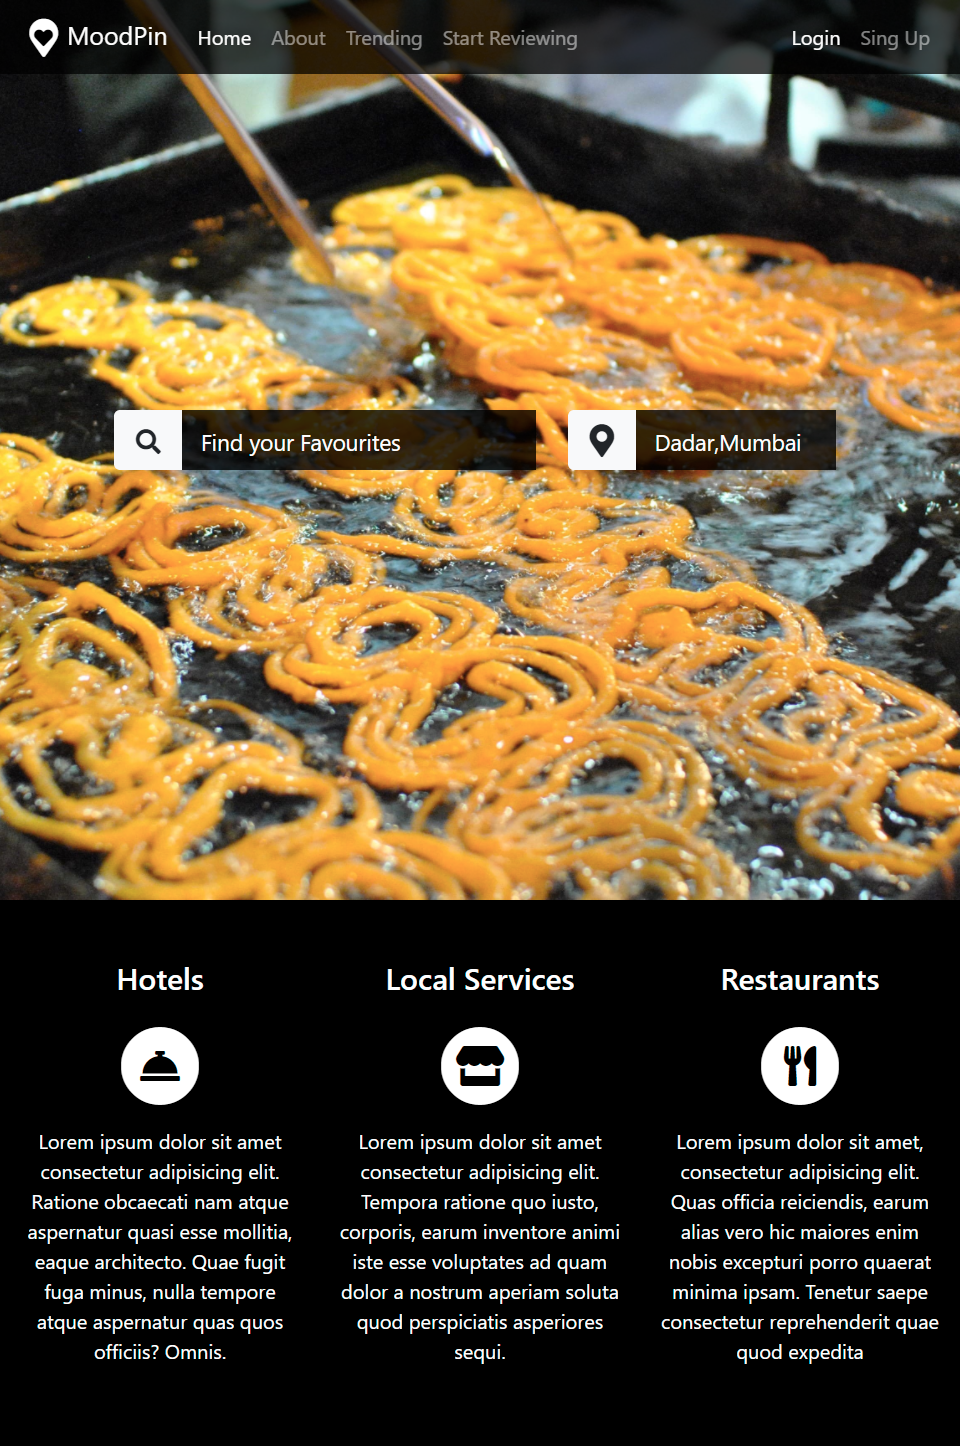 MoodPin Home About Trending Start Reviewing Login Sing Up
Find your Favourites Dadar,Mumbai
Hotels
Lorem ipsum dolor sit amet
consectetur adipisicing elit.
Ratione obcaecati nam atque
aspernatur quasi esse mollitia,
eaque architecto. Quae fugit
fuga minus, nulla tempore
atque aspernatur quas quos
officiis? Omnis.
Local Services
Lorem ipsum dolor sit amet
consectetur adipisicing elit.
Tempora ratione quo iusto,
corporis, earum inventore animi
iste esse voluptates ad quam
dolor a nostrum aperiam soluta
quod perspiciatis asperiores
sequi.
Restaurants
Lorem ipsum dolor sit amet,
consectetur adipisicing elit.
Quas officia reiciendis, earum
alias vero hic maiores enim
nobis excepturi porro quaerat
minima ipsam. Tenetur saepe
consectetur reprehenderit quae
quod expedita